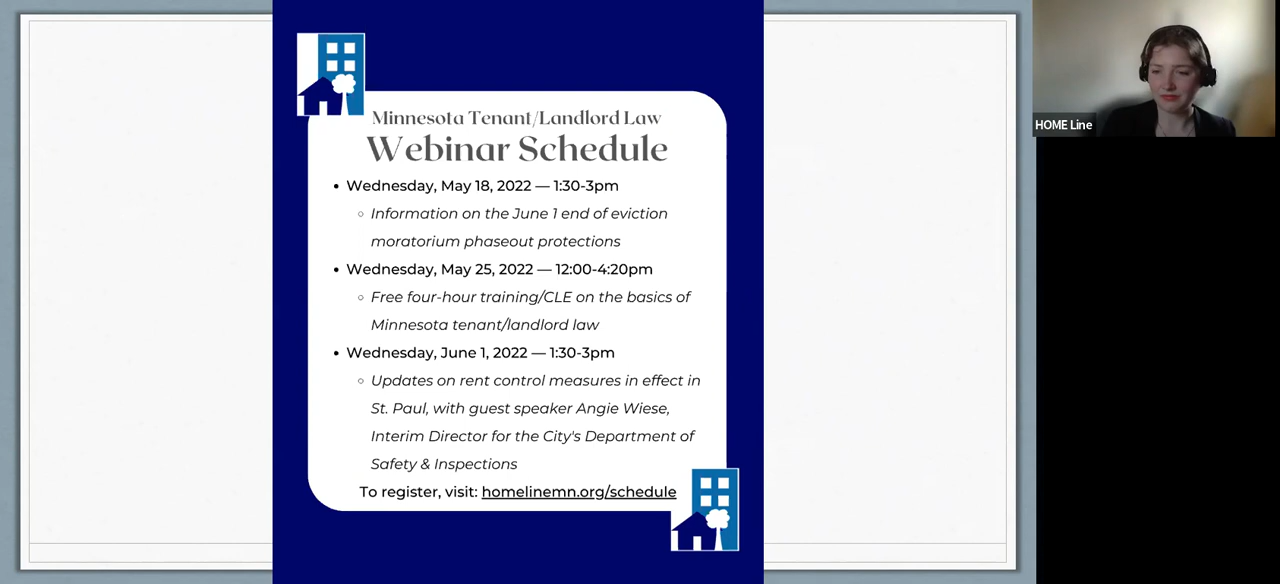 Minnesota Tenant/Landlord Law
Webinar Schedule
• Wednesday, May 18, 2022 — 1:30-3pm
◦ Information on the June 1 end of eviction
moratorium phaseout protections
• Wednesday, May 25, 2022 — 12:00-4:20pm
◦ Free four-hour training/CLE on the basics of
Minnesota tenant/landlord law
• Wednesday, June 1, 2022 — 1:30-3pm
◦ Updates on rent control measures in effect in
St. Paul, with guest speaker Angie Wiese,
Interim Director for the City's Department of
Safety & Inspections
To register, visit: homelinemn.org/schedule
HOME Line